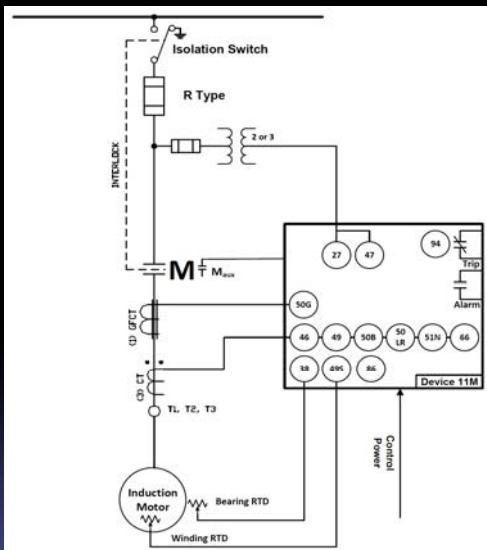 Isolation Switch
R Type
2 or 3
INTERLOCK
M
Maux
27
47
94
Trip
Alarm
50G
(1) GFCT
46
49
50B
50 LR
51N
66
38
49S
86
Device 11M
(3) CT
T1, T2, T3
Control Power
Induction Motor
Bearing RTD
Winding RTD